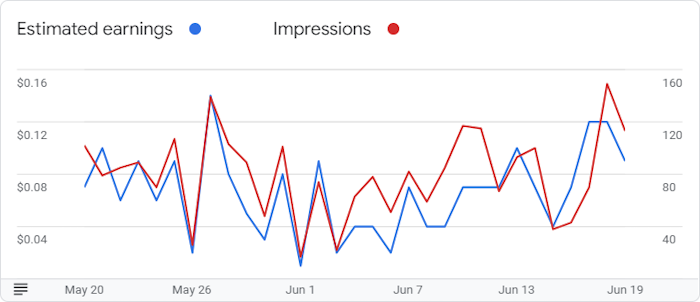 Estimated earnings Impressions
$0.16 160
$0.12 120
$0.08 80
$0.04 40
May 20 May 26 Jun 1 Jun 7 Jun 13 Jun 19